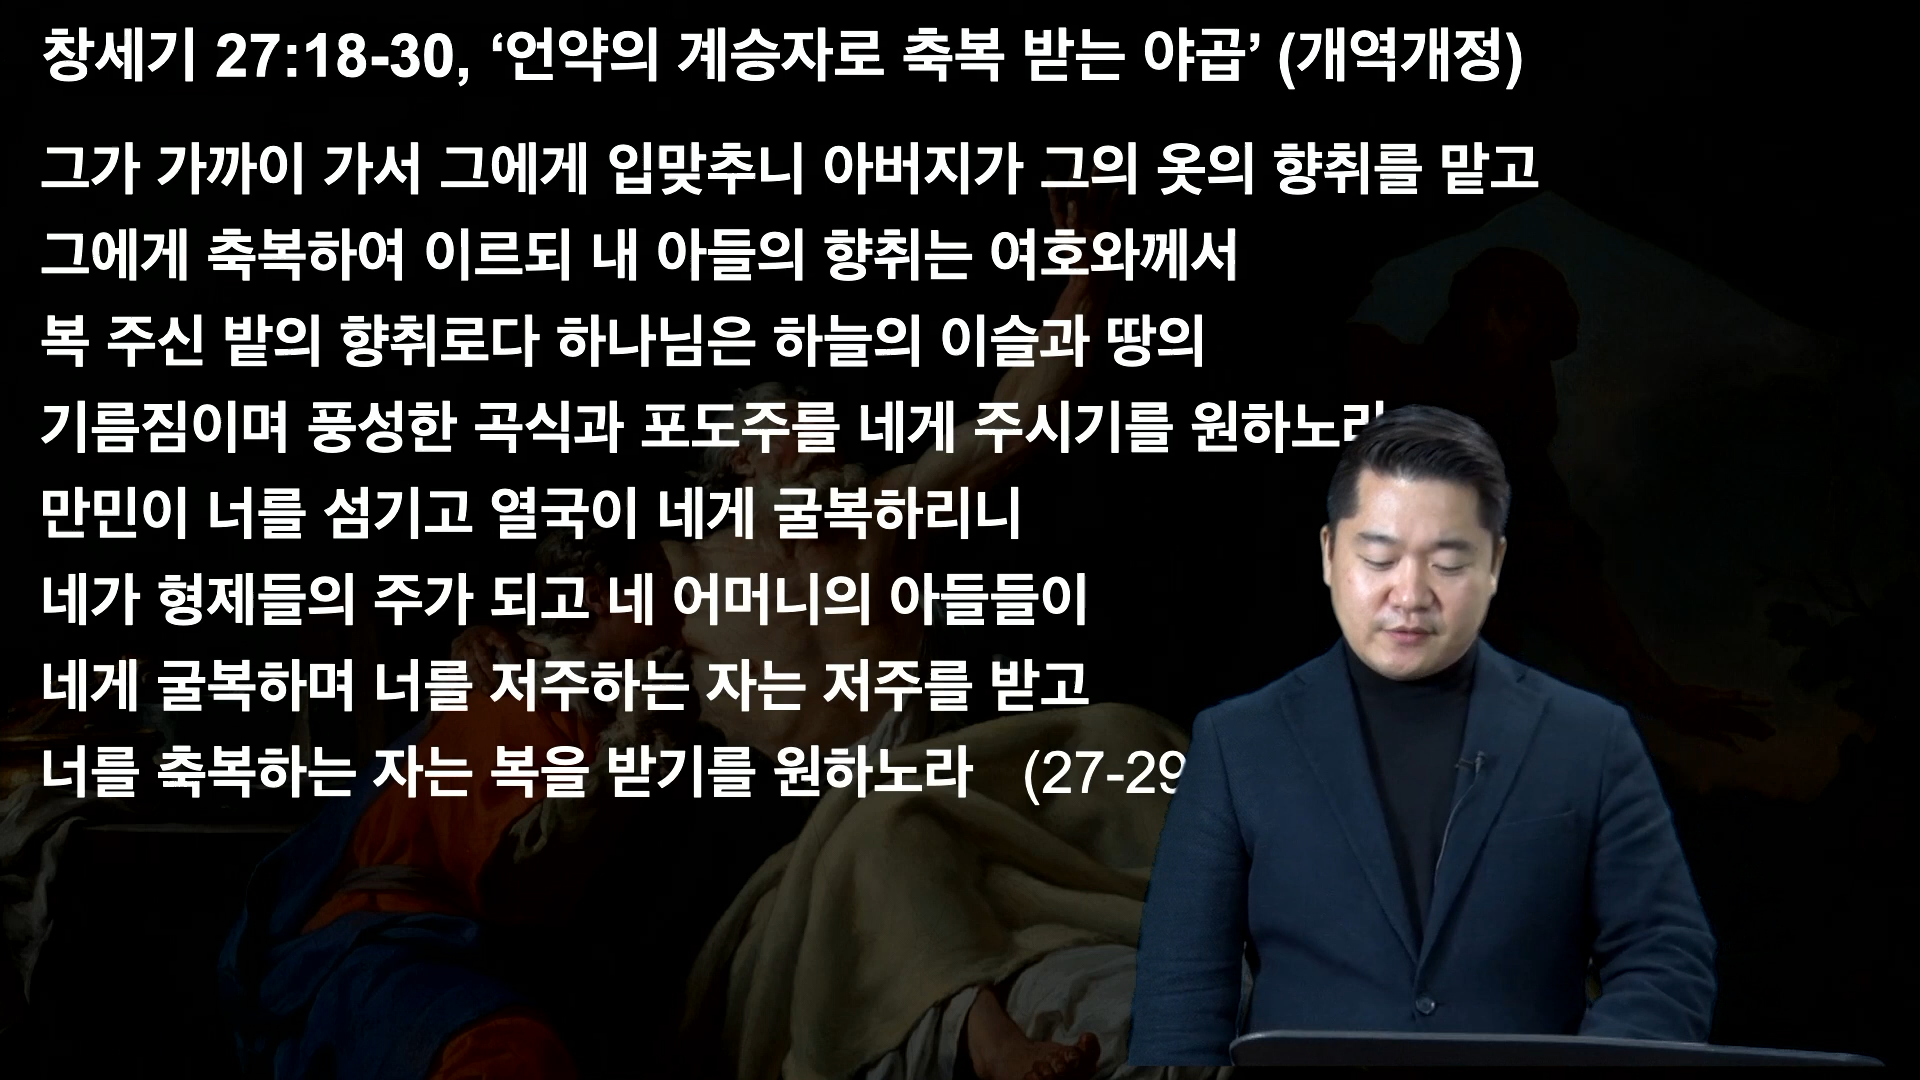 창세기 27:18-30, ‘언약의 계승자로 축복 받는 야곱’ (개역개정)
그가 가까이 가서 그에게 입맞추니 아버지가 그의 옷의 향취를 맡고
그에게 축복하여 이르되 내 아들의 향취는 여호와께서
복 주신 밭의 향취로다 하나님은 하늘의 이슬과 땅의
기름짐이며 풍성한 곡식과 포도주를 네게 주시기를 원하노라
만민이 너를 섬기고 열국이 네게 굴복하리니
네가 형제들의 주가 되고 네 어머니의 아들들이
네게 굴복하며 너를 저주하는 자는 저주를 받고
너를 축복하는 자는 복을 받기를 원하노라 (27-29